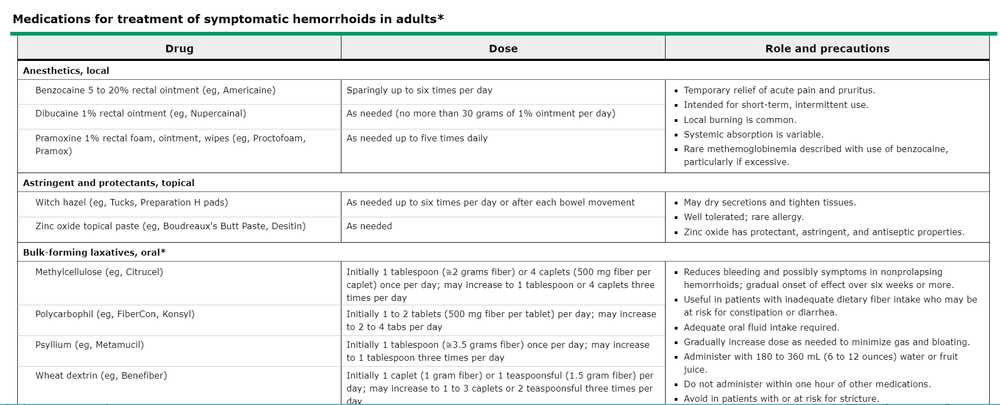 Medications for treatment of symptomatic hemorrhoids in adults*
Drug
Dose
Role and precautions
Anesthetics, local
Benzocaine 5 to 20% rectal ointment (eg, Americaine)
Sparingly up to six times per day
Dibucaine 1% rectal ointment (eg, Nupercainal)
As needed (no more than 30 grams of 1% ointment per day)
Pramoxine 1% rectal foam, ointment, wipes (eg, Proctofoam,
Pramox)
As needed up to five times daily
▪ Temporary relief of acute pain and pruritus.
▪ Intended for short-term, intermittent use.
▪ Local burning is common.
▪ Systemic absorption is variable.
▪ Rare methemoglobinemia described with use of benzocaine,
particularly if excessive.
Astringent and protectants, topical
Witch hazel (eg, Tucks, Preparation H pads)
As needed up to six times per day or after each bowel movement
Zinc oxide topical paste (eg, Boudreaux's Butt Paste, Desitin)
As needed
▪ May dry secretions and tighten tissues.
▪ Well tolerated; rare allergy.
▪ Zinc oxide has protectant, astringent, and antiseptic properties.
Bulk-forming laxatives, oral*
Methylcellulose (eg, Citrucel)
Initially 1 tablespoon (≅2 grams fiber) or 4 caplets (500 mg fiber per
caplet) once per day; may increase to 1 tablespoon or 4 caplets three
times per day
Polycarbophil (eg, FiberCon, Konsyl)
Initially 1 to 2 tablets (500 mg fiber per tablet) per day; may increase
to 2 to 4 tabs per day
Psyllium (eg, Metamucil)
Initially 1 tablespoon (≅3.5 grams fiber) once per day; may increase
to 1 tablespoon three times per day
Wheat dextrin (eg, Benefiber)
Initially 1 caplet (1 gram fiber) or 1 teaspoonsful (1.5 gram fiber) per
day; may increase to 1 to 3 caplets or 2 teaspoonsful three times per
day
▪ Reduces bleeding and possibly symptoms in nonprolapsing
hemorrhoids; gradual onset of effect over six weeks or more.
▪ Useful in patients with inadequate dietary fiber intake who may be
at risk for constipation or diarrhea.
▪ Adequate oral fluid intake required.
▪ Gradually increase dose as needed to minimize gas and bloating.
▪ Administer with 180 to 360 mL (6 to 12 ounces) water or fruit
juice.
▪ Do not administer within one hour of other medications.
▪ Avoid in patients with or at risk for stricture.